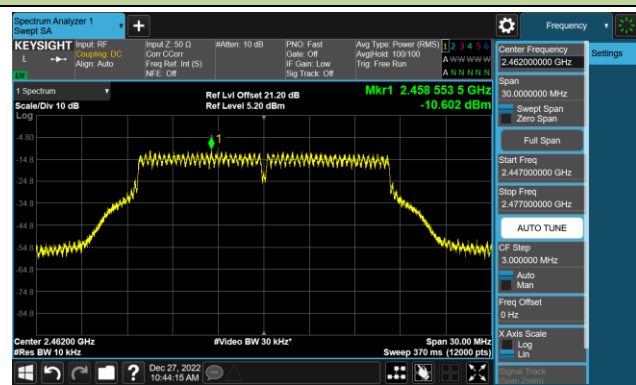 Spectrum Analyzer 1
Swept SA
+
Frequency
KEYSIGHT
L
LW
Input: RF
Coupling: DC
Align: Auto
Input Z: 50 Ω
Corr CCorr
Freq Ref: Int (S)
NFE: Off
#Atten: 10 dB
PNO: Fast
Gate: Off
IF Gain: Low
Sig Track: Off
Avg Type: Power (RMS)
Avg|Hold: 100/100
Trig: Free Run
1 2 3 4 5 6
A W W W W W
A N N N N N
1 Spectrum
Scale/Div 10 dB
Log
Ref Lvl Offset 21.20 dB
Ref Level 5.20 dBm
Mkr1 2.458 553 5 GHz
-10.602 dBm
1
-4.80
-14.8
-24.8
-34.8
-44.8
-54.8
-64.8
-74.8
-84.8
Center 2.46200 GHz
#Res BW 10 kHz
#Video BW 30 kHz*
Span 30.00 MHz
Sweep 370 ms (12000 pts)
Center Frequency
2.462000000 GHz
Settings
Span
30.0000000 MHz
Swept Span
Zero Span
Full Span
Start Freq
2.447000000 GHz
Stop Freq
2.477000000 GHz
AUTO TUNE
CF Step
3.000000 MHz
Auto
Man
Freq Offset
0 Hz
X Axis Scale
Log
Lin
Signal Track
(Span Zoom)
?
Dec 27, 2022
10:44:15 AM